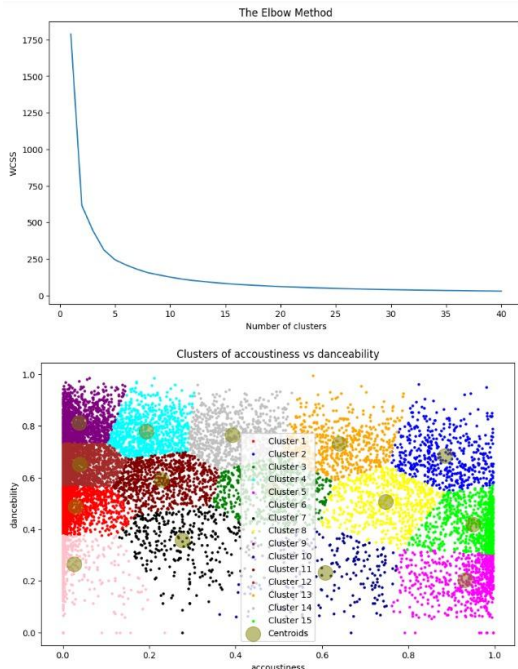 The Elbow Method
1750
1500
1250
1000
750
500
250
0
WCSS
0 5 10 15 20 25 30 35 40
Number of clusters
Clusters of accoustiness vs danceability
1.0
0.8
0.6
0.4
0.2
0.0
dancebility
Cluster 1
Cluster 2
Cluster 3
Cluster 4
Cluster 5
Cluster 6
Cluster 7
Cluster 8
Cluster 9
Cluster 10
Cluster 11
Cluster 12
Cluster 13
Cluster 14
Cluster 15
Centroids
0.0 0.2 0.4 0.6 0.8 1.0
accoustiness